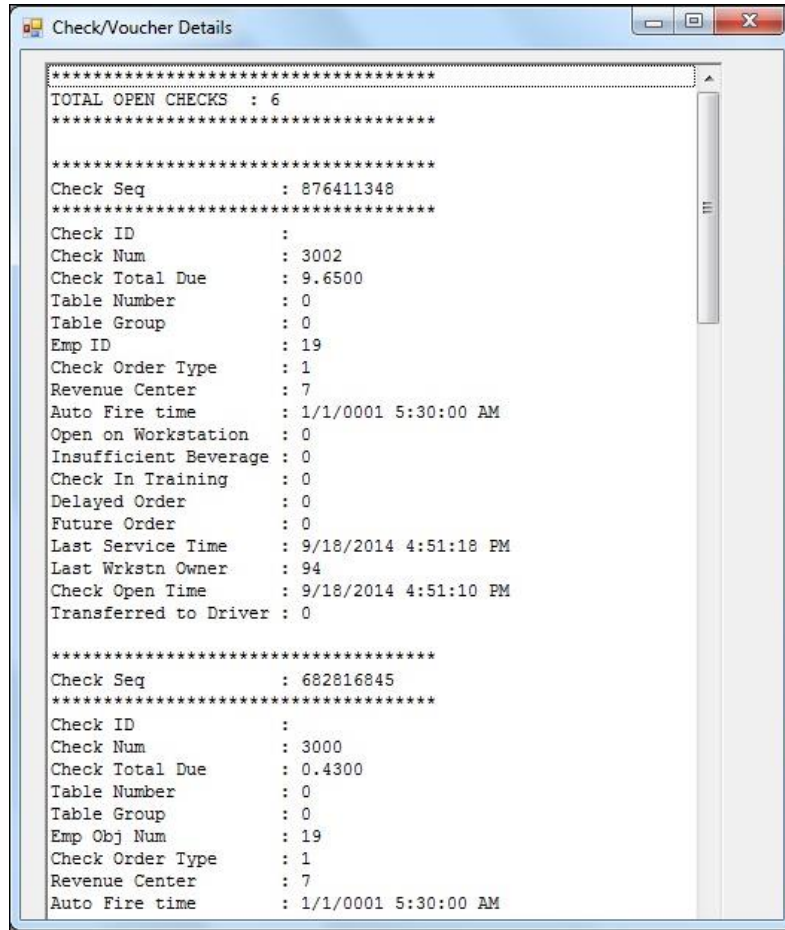 Check/Voucher Details
*************************************
TOTAL OPEN CHECKS  : 6
*************************************
*************************************
Check Seq             : 876411348
*************************************
Check ID              :
Check Num             : 3002
Check Total Due       : 9.6500
Table Number          : 0
Table Group           : 0
Emp ID                : 19
Check Order Type      : 1
Revenue Center        : 7
Auto Fire time        : 1/1/0001 5:30:00 AM
Open on Workstation   : 0
Insufficient Beverage : 0
Check In Training     : 0
Delayed Order         : 0
Future Order          : 0
Last Service Time     : 9/18/2014 4:51:18 PM
Last Wrkstn Owner     : 94
Check Open Time       : 9/18/2014 4:51:10 PM
Transferred to Driver : 0
*************************************
Check Seq             : 682816845
*************************************
Check ID              :
Check Num             : 3000
Check Total Due       : 0.4300
Table Number          : 0
Table Group           : 0
Emp Obj Num           : 19
Check Order Type      : 1
Revenue Center        : 7
Auto Fire time        : 1/1/0001 5:30:00 AM